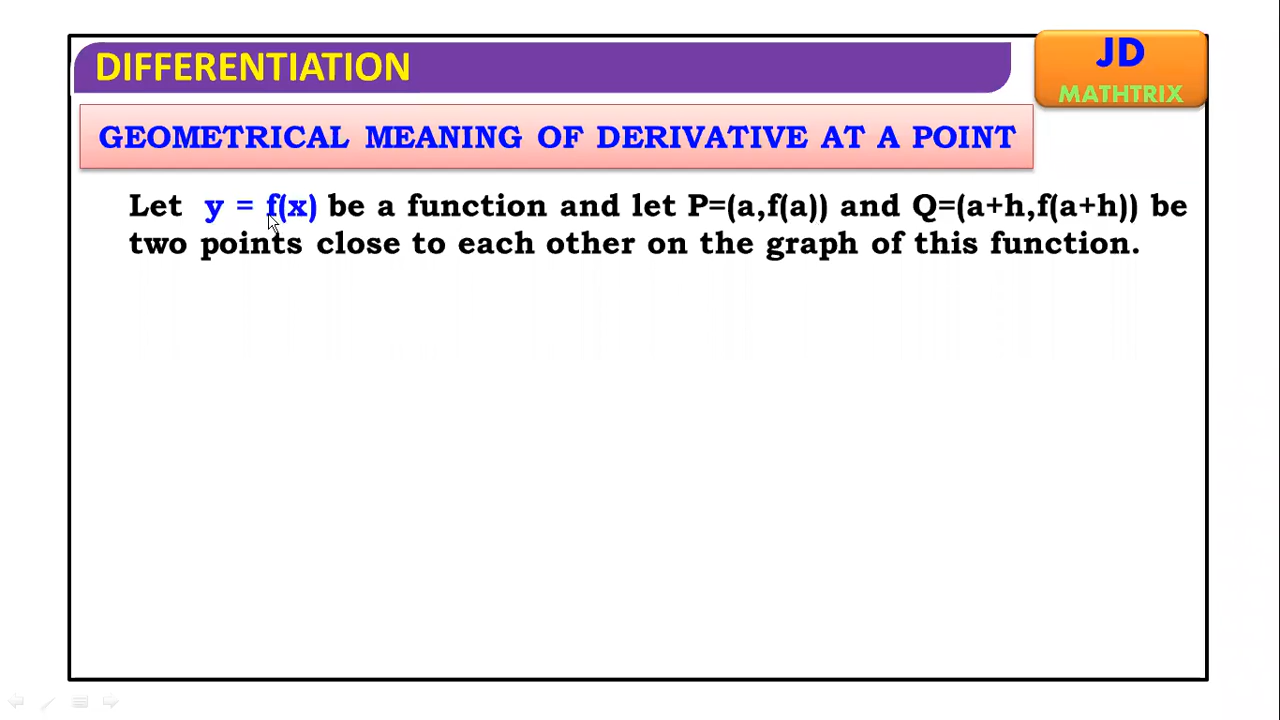 DIFFERENTIATION
JD
MATHTRIX
GEOMETRICAL MEANING OF DERIVATIVE AT A POINT
Let y = f(x) be a function and let P=(a,f(a)) and Q=(a+h,f(a+h)) be
two points close to each other on the graph of this function.